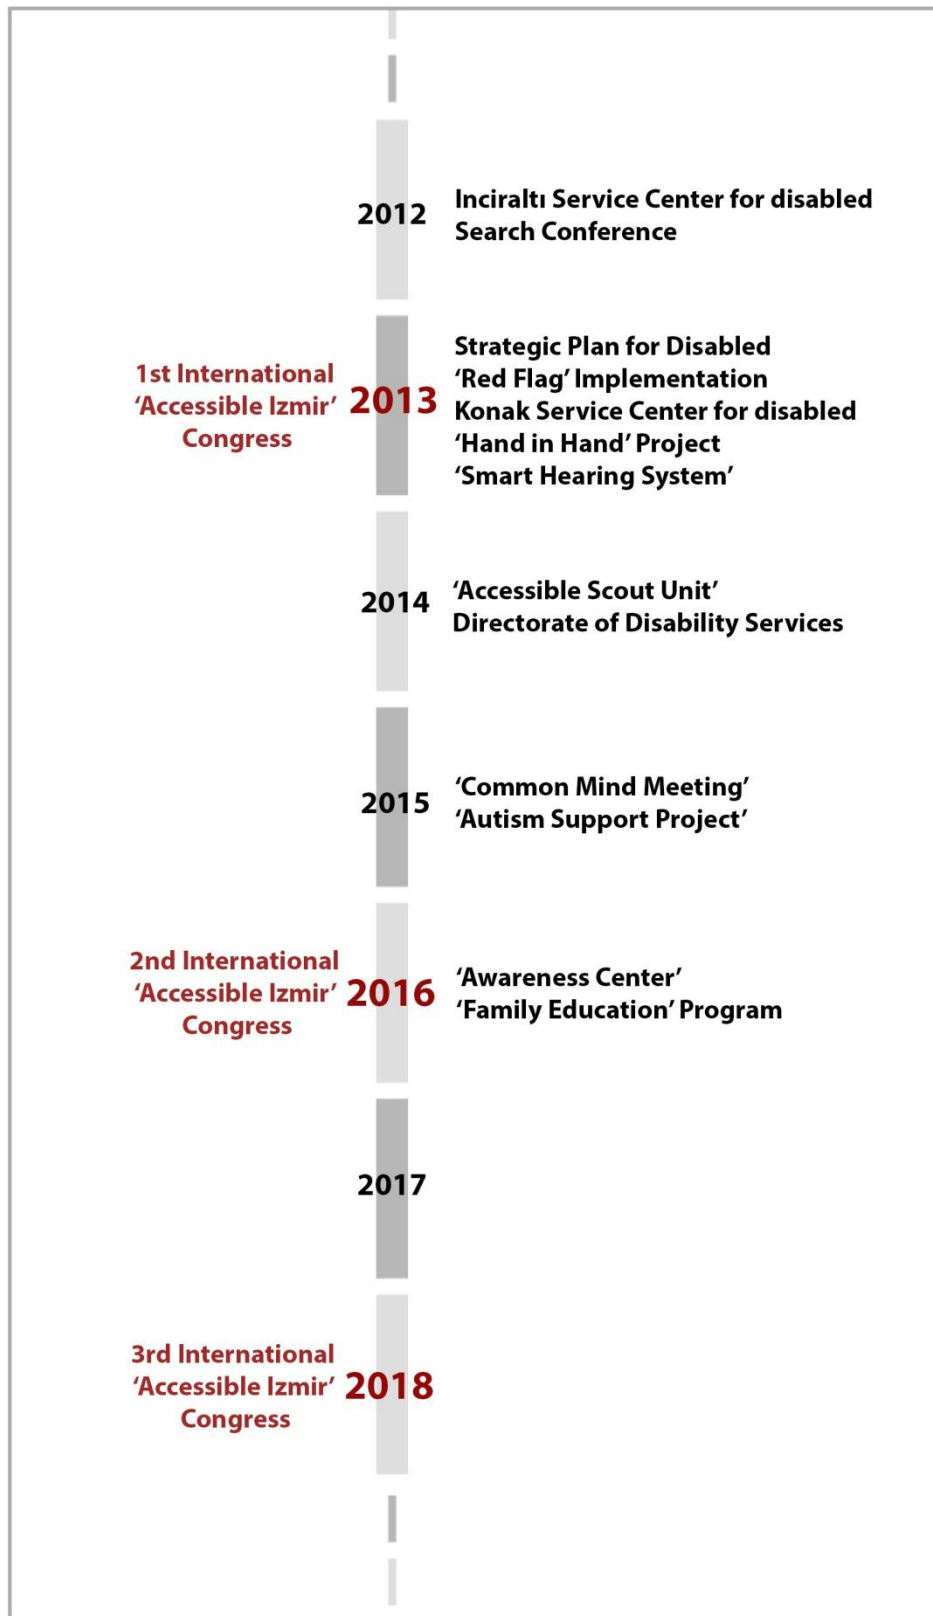 2012
Inciraltı Service Center for disabled
Search Conference
1st International
‘Accessible Izmir’
Congress
2013
Strategic Plan for Disabled
‘Red Flag’ Implementation
Konak Service Center for disabled
‘Hand in Hand’ Project
‘Smart Hearing System’
2014
‘Accessible Scout Unit’
Directorate of Disability Services
2015
‘Common Mind Meeting’
‘Autism Support Project’
2nd International
‘Accessible Izmir’
Congress
2016
‘Awareness Center’
‘Family Education’ Program
2017
3rd International
‘Accessible Izmir’
Congress
2018